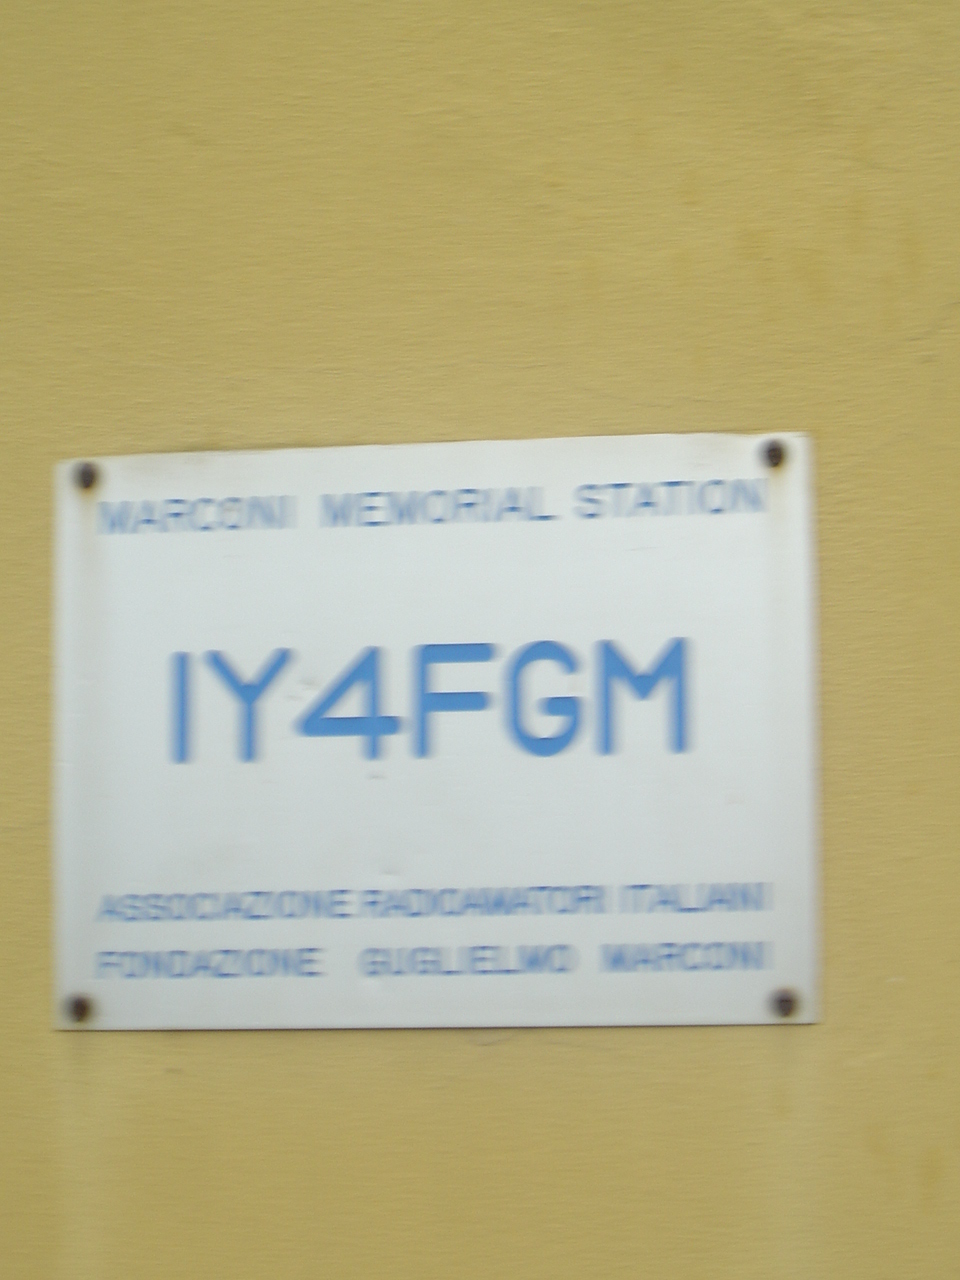 MARCONI MEMORIAL STATION
IY4FGM
ASSOCIAZIONE RADIOAMATORI ITALIANI
FONDAZIONE GUGLIELMO MARCONI